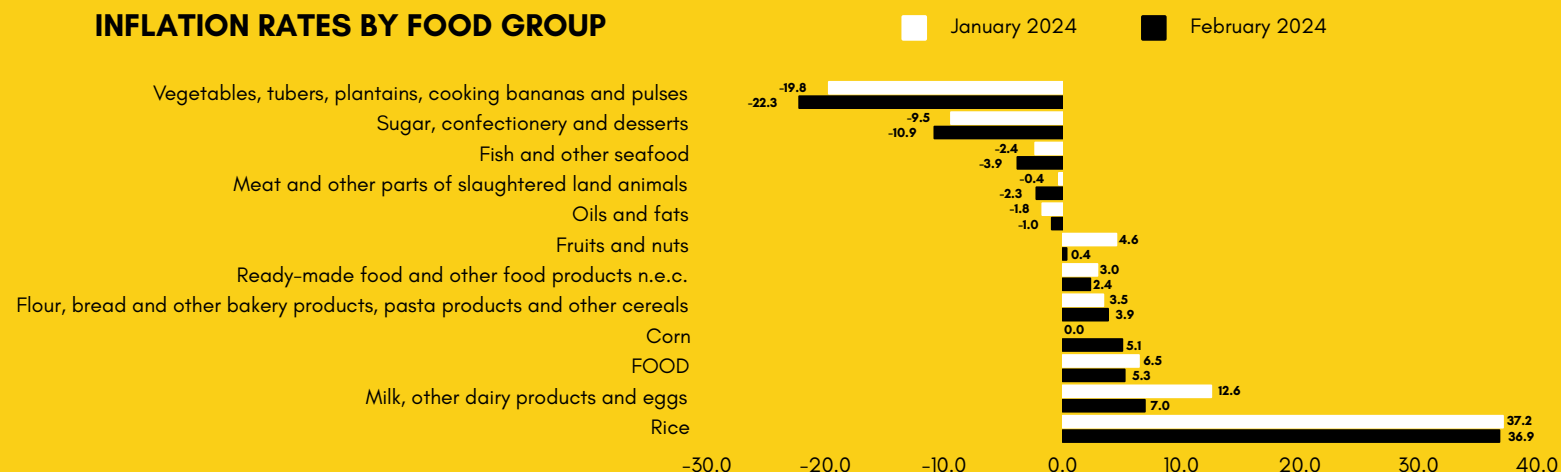 INFLATION RATES BY FOOD GROUP
January 2024
February 2024
Vegetables, tubers, plantains, cooking bananas and pulses
-19.8
-22.3
Sugar, confectionery and desserts
-9.5
-10.9
Fish and other seafood
-2.4
-3.9
Meat and other parts of slaughtered land animals
-0.4
-2.3
Oils and fats
-1.8
-1.0
Fruits and nuts
4.6
0.4
Ready-made food and other food products n.e.c.
3.0
2.4
Flour, bread and other bakery products, pasta products and other cereals
3.5
3.9
Corn
0.0
5.1
FOOD
6.5
5.3
Milk, other dairy products and eggs
12.6
7.0
Rice
37.2
36.9
-30.0 -20.0 -10.0 0.0 10.0 20.0 30.0 40.0